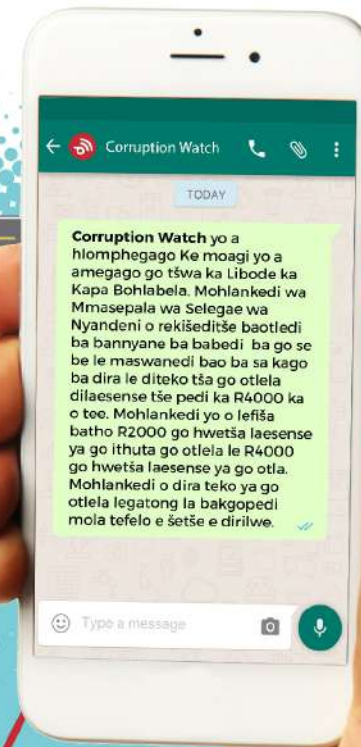 Corruption Watch
TODAY
Corruption Watch yo a
hlomphegago Ke moagi yo a
amegago go tšwa ka Libode ka
Kapa Bohlabela. Mohlankedi wa
Mmasepala wa Selegae wa
Nyandeni o rekišeditše baotledi
ba bannyane ba babedi ba go se
be le maswanedi bao ba sa kago
ba dira le diteko tša go otlela
dilaesense tše pedi ka R4000 ka
o tee. Mohlankedi yo o lefiša
batho R2000 go hwetša laesense
ya go ithuta go otlela le R4000
go hwetša laesense ya go otla.
Mohlankedi o dira teko ya go
otlela legatong la bakgopedi
mola tefelo e šetše e dirilwe.
Type a message